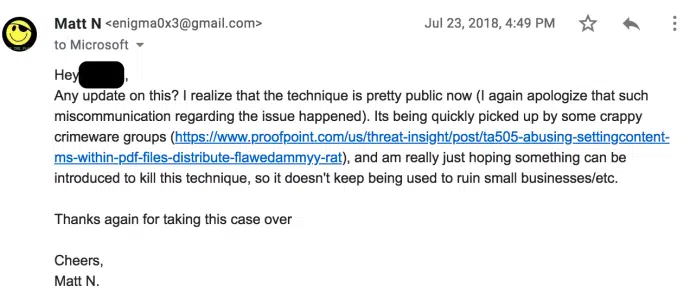 Matt N <enigma0x3@gmail.com> Jul 23, 2018, 4:49 PM
to Microsoft
Hey ,
Any update on this? I realize that the technique is pretty public now (I again apologize that such
miscommunication regarding the issue happened). Its being quickly picked up by some crappy
crimeware groups (https://www.proofpoint.com/us/threat-insight/post/ta505-abusing-settingcontent-
ms-within-pdf-files-distribute-flawedammyy-rat), and am really just hoping something can be
introduced to kill this technique, so it doesn't keep being used to ruin small businesses/etc.
Thanks again for taking this case over
Cheers,
Matt N.